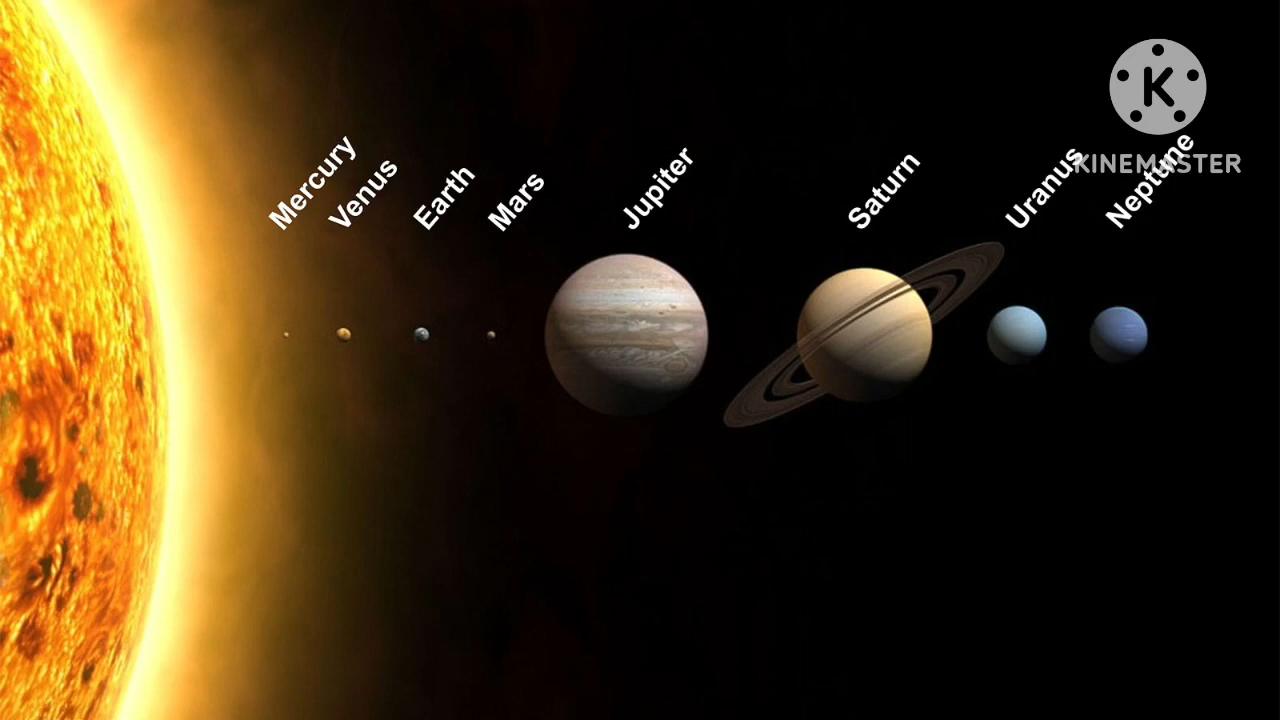 Mercury
Venus
Earth
Mars
Jupiter
Saturn
Uranus
Neptune
K
KINEMASTER